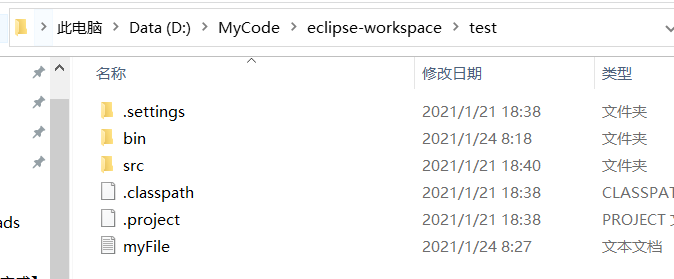 此电脑 > Data (D:) > MyCode > eclipse-workspace > test
名称 修改日期 类型
.settings 2021/1/21 18:38 文件夹
bin 2021/1/24 8:18 文件夹
src 2021/1/21 18:40 文件夹
.classpath 2021/1/21 18:38 CLASSPATH
.project 2021/1/21 18:38 PROJECT
myFile 2021/1/24 8:27 文本文档
ads